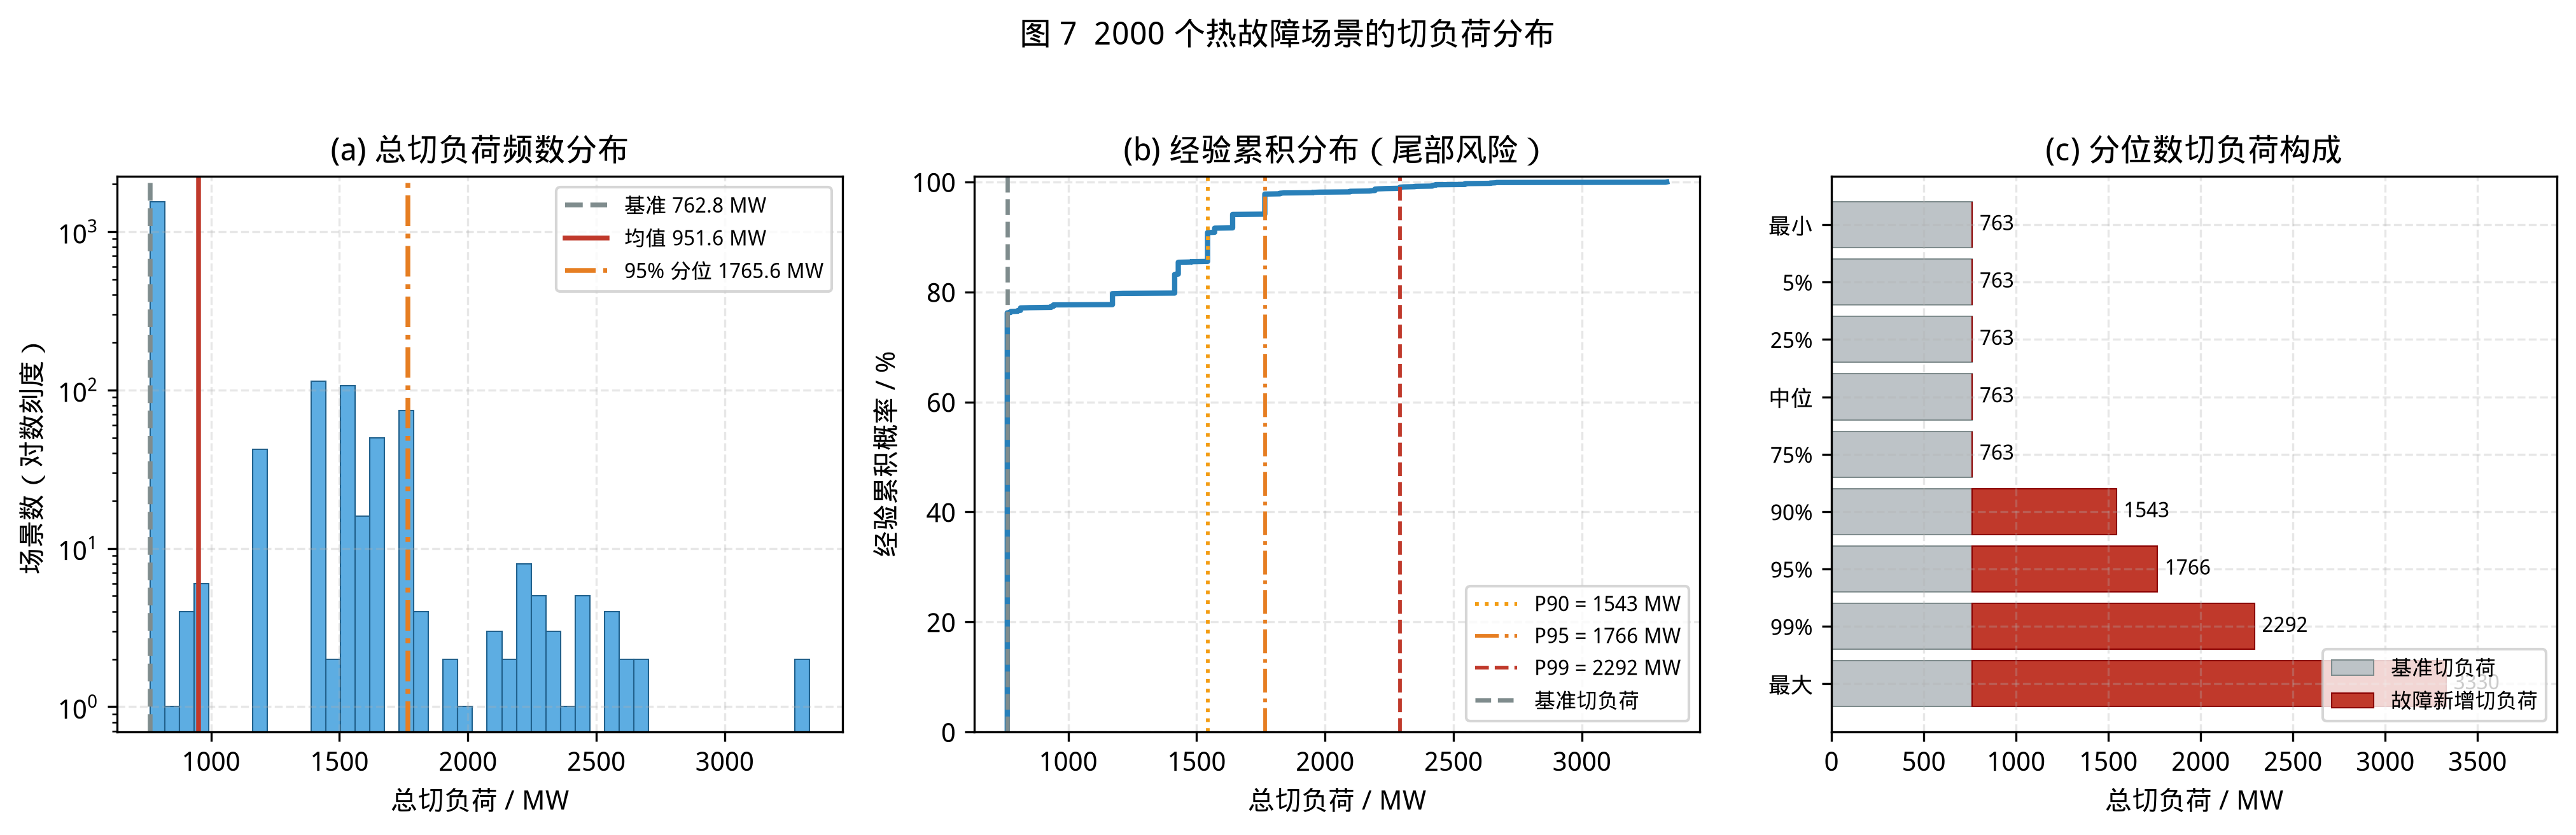 图 7 2000 个热故障场景的切负荷分布
(a) 总切负荷频数分布
场景数（对数刻度）
10³
10²
10¹
10⁰
基准 762.8 MW
均值 951.6 MW
95% 分位 1765.6 MW
1000 1500 2000 2500 3000
总切负荷 / MW
(b) 经验累积分布（尾部风险）
经验累积概率 / %
100
80
60
40
20
0
P90 = 1543 MW
P95 = 1766 MW
P99 = 2292 MW
基准切负荷
1000 1500 2000 2500 3000
总切负荷 / MW
(c) 分位数切负荷构成
最小 763
5% 763
25% 763
中位 763
75% 763
90% 1543
95% 1766
99% 2292
最大 3330
基准切负荷
故障新增切负荷
0 500 1000 1500 2000 2500 3000 3500
总切负荷 / MW